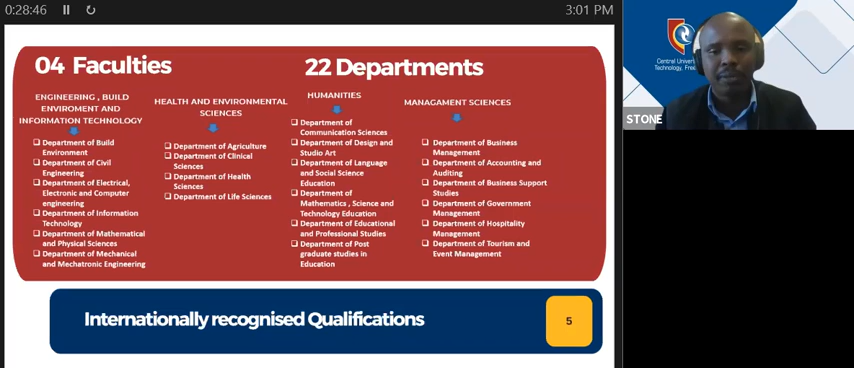 0:28:46
3:01 PM
04 Faculties
22 Departments
ENGINEERING , BUILD
ENVIROMENT AND
INFORMATION TECHNOLOGY
Department of Build
Environment
Department of Civil
Engineering
Department of Electrical,
Electronic and Computer
engineering
Department of Information
Technology
Department of Mathematical
and Physical Sciences
Department of Mechanical
and Mechatronic Engineering
HEALTH AND ENVIRONMENTAL
SCIENCES
Department of Agriculture
Department of Clinical
Sciences
Department of Health
Sciences
Department of Life Sciences
HUMANITIES
Department of
Communication Sciences
Department of Design and
Studio Art
Department of Language
and Social Science
Education
Department of
Mathematics , Science and
Technology Education
Department of Educational
and Professional Studies
Department of Post
graduate studies in
Education
MANAGAMENT SCIENCES
Department of Business
Management
Department of Accounting and
Auditing
Department of Business Support
Studies
Department of Government
Management
Department of Hospitality
Management
Department of Tourism and
Event Management
Internationally recognised Qualifications
5
Central
Technology,
STONE